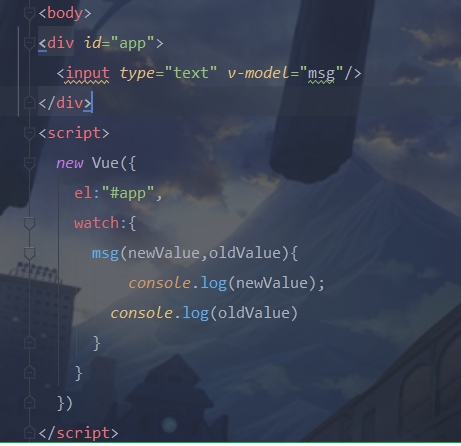 <body>
<div id="app">
<input type="text" v-model="msg"/>
</div>
<script>
new Vue({
el:"#app",
watch:{
msg(newValue,oldValue){
console.log(newValue);
console.log(oldValue)
}
}
})
</script>